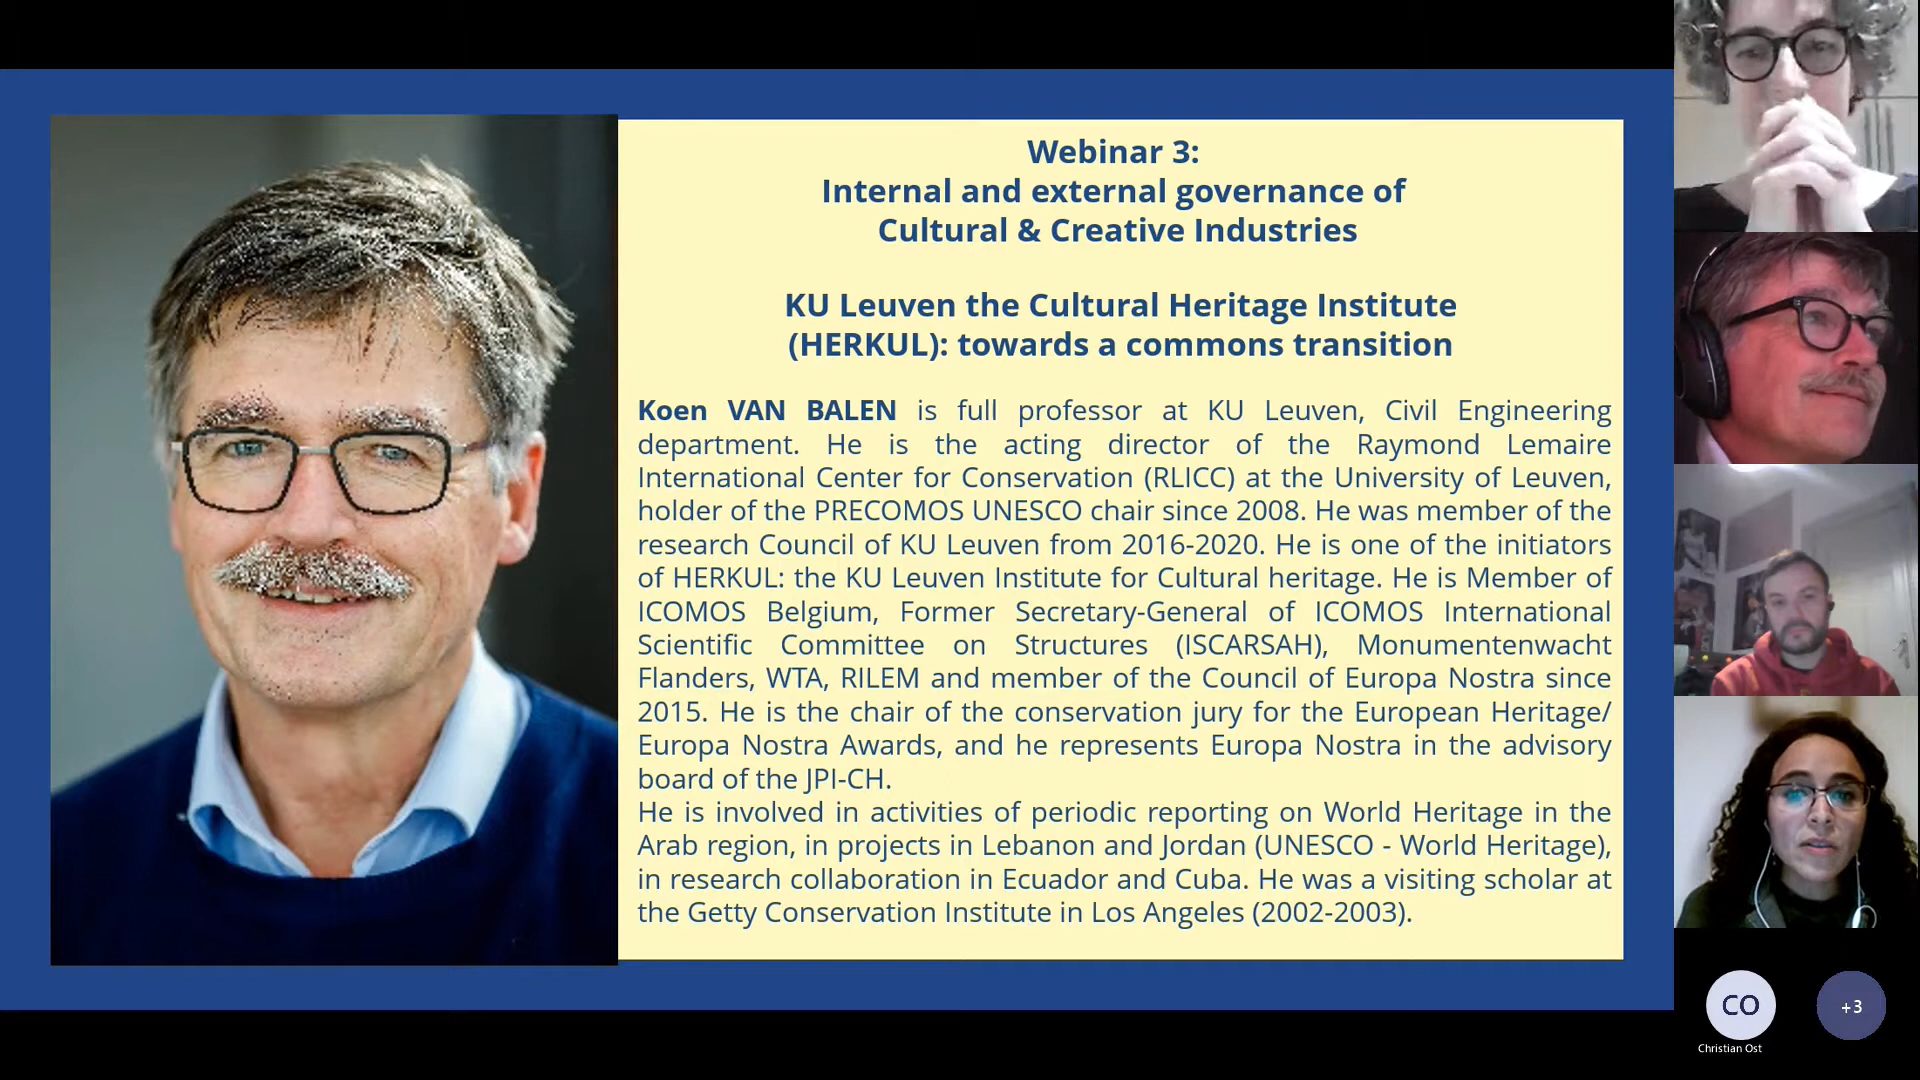 Webinar 3:
Internal and external governance of
Cultural & Creative Industries
KU Leuven the Cultural Heritage Institute
(HERKUL): towards a commons transition
Koen VAN BALEN is full professor at KU Leuven, Civil Engineering
department. He is the acting director of the Raymond Lemaire
International Center for Conservation (RLICC) at the University of Leuven,
holder of the PRECOMOS UNESCO chair since 2008. He was member of the
research Council of KU Leuven from 2016-2020. He is one of the initiators
of HERKUL: the KU Leuven Institute for Cultural heritage. He is Member of
ICOMOS Belgium, Former Secretary-General of ICOMOS International
Scientific Committee on Structures (ISCARSAH), Monumentenwacht
Flanders, WTA, RILEM and member of the Council of Europa Nostra since
2015. He is the chair of the conservation jury for the European Heritage/
Europa Nostra Awards, and he represents Europa Nostra in the advisory
board of the JPI-CH.
He is involved in activities of periodic reporting on World Heritage in the
Arab region, in projects in Lebanon and Jordan (UNESCO - World Heritage),
in research collaboration in Ecuador and Cuba. He was a visiting scholar at
the Getty Conservation Institute in Los Angeles (2002-2003).
CO
+3
Christian Ost